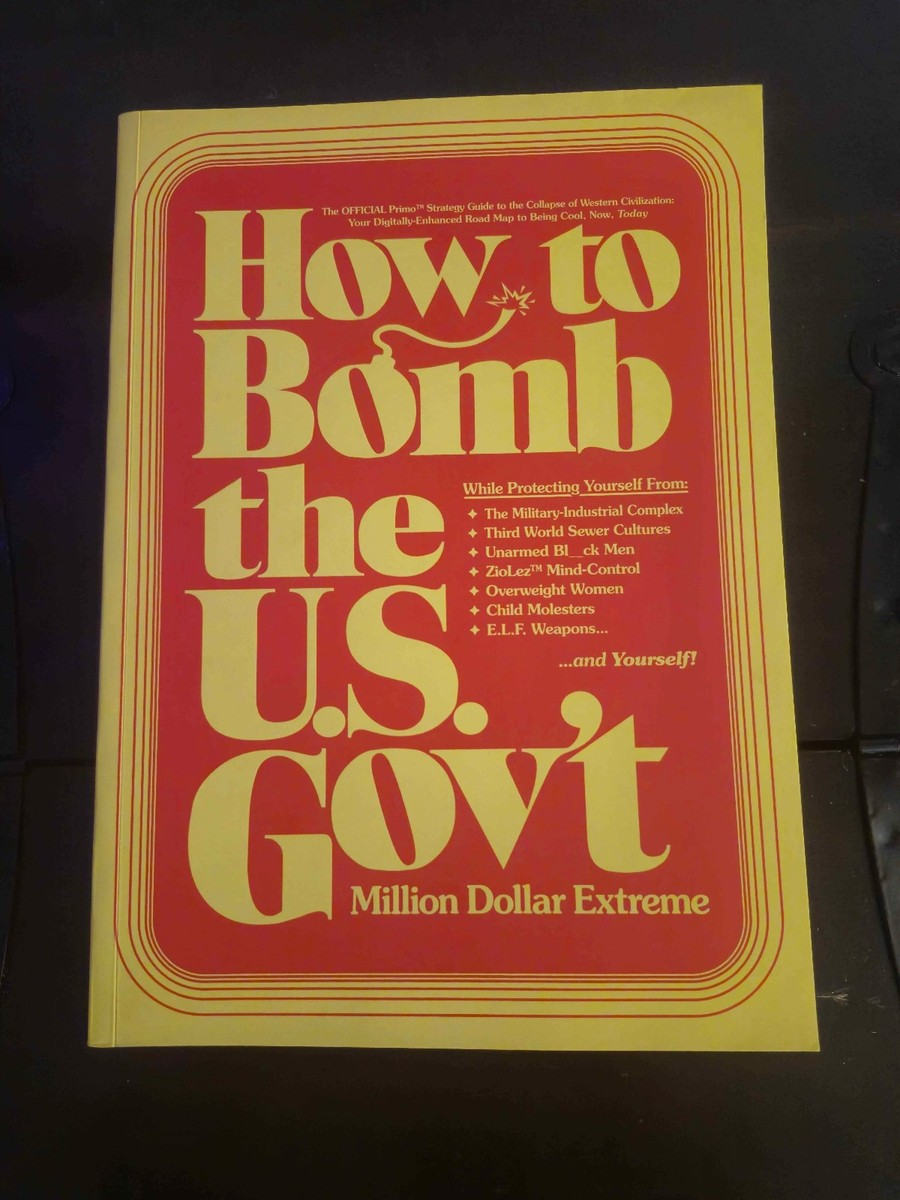 The OFFICIAL Primo™ Strategy Guide to the Collapse of Western Civilization:
Your Digitally-Enhanced Road Map to Being Cool, Now, Today
How to
Bomb
the
U.S.
Gov't
While Protecting Yourself From:
✦ The Military-Industrial Complex
✦ Third World Sewer Cultures
✦ Unarmed Bl__ck Men
✦ ZioLez™ Mind-Control
✦ Overweight Women
✦ Child Molesters
✦ E.L.F. Weapons...
...and Yourself!
Million Dollar Extreme